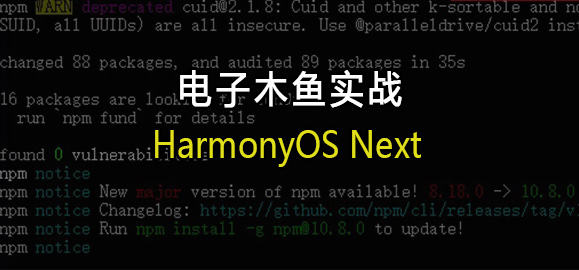 npm WARN deprecated cuid@2.1.8: Cuid and other k-sortable and no
SUID, all UUIDs) are all insecure. Use @paralleldrive/cuid2 inst
changed 88 packages, and audited 89 packages in 35s
电子木鱼实战
16 packages are looking for
run `npm fund` for details
HarmonyOS Next
found 0 vulnerabilities
npm notice
npm notice New major version of npm available! 8.18.0 -> 10.8.0
npm notice Changelog: https://github.com/npm/cli/releases/tag/v
npm notice Run npm install -g npm@10.8.0 to update!
npm notice